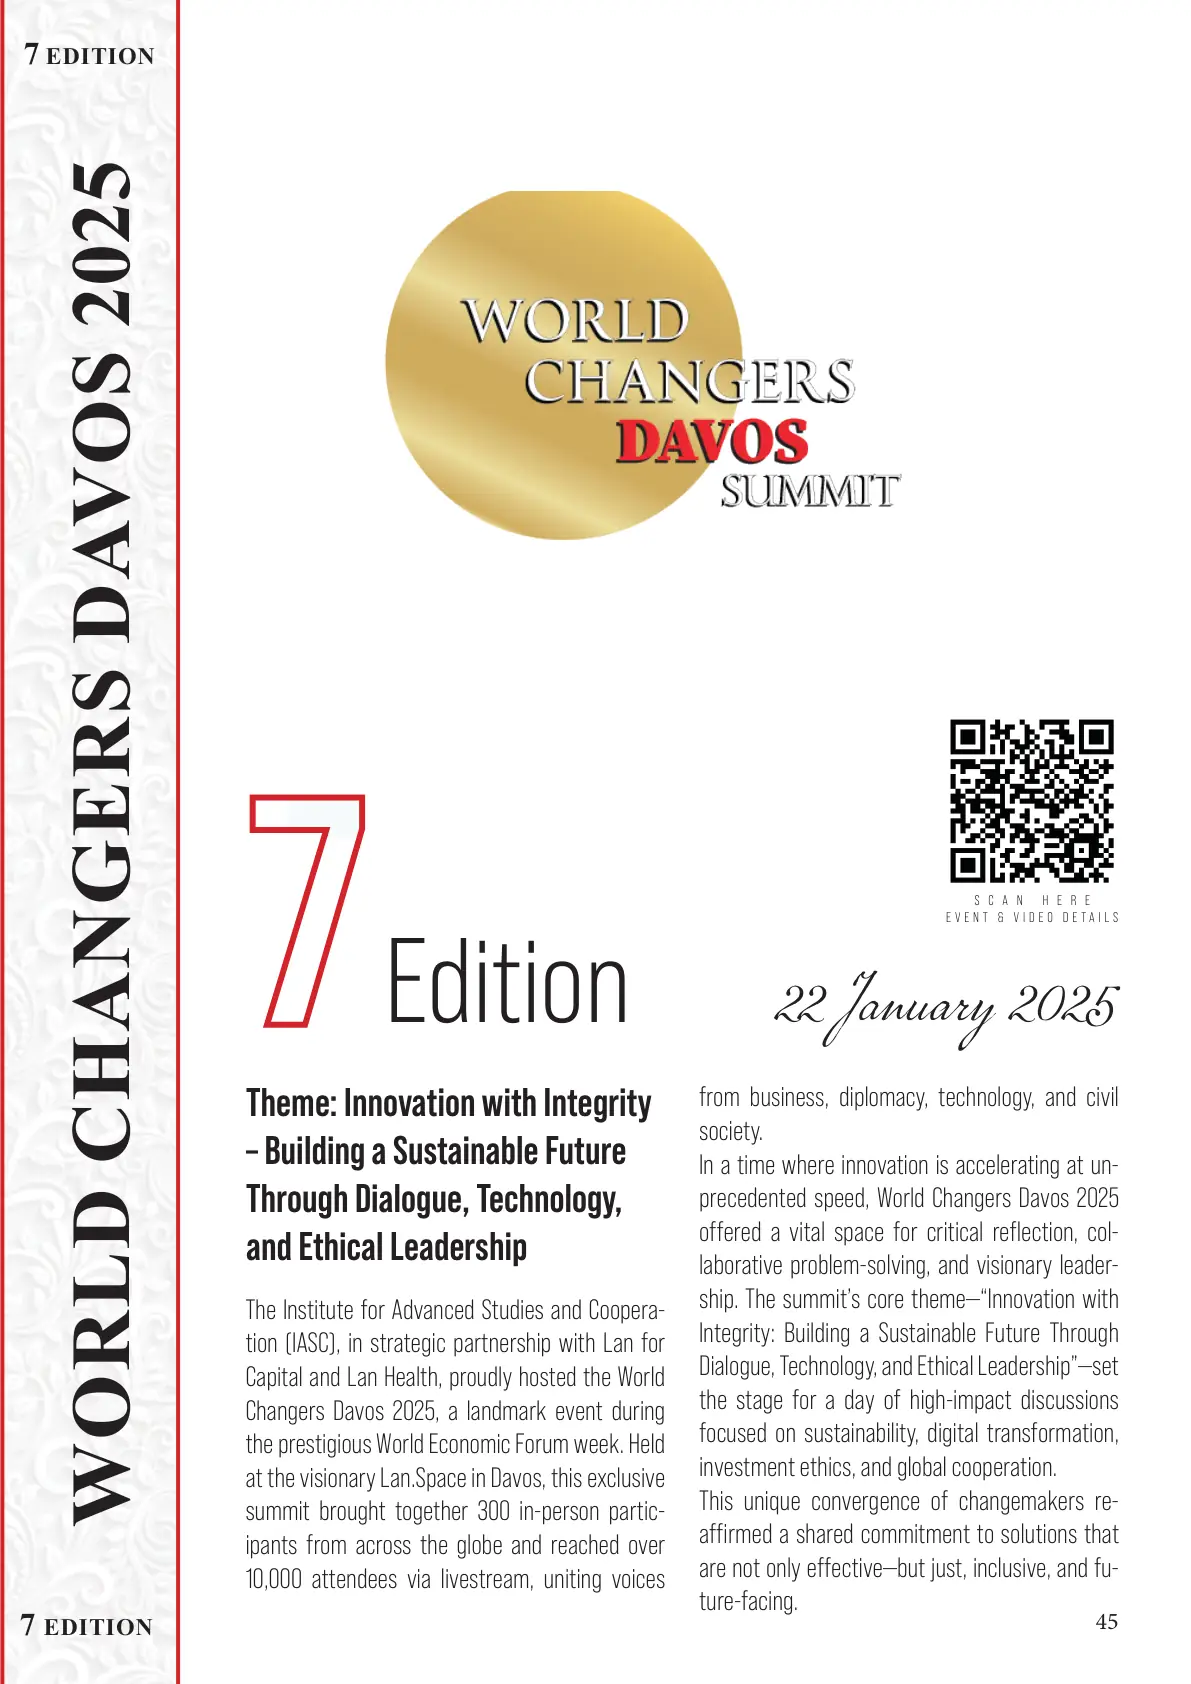 7 EDITION
WORLD CHANGERS DAVOS 2025
7 EDITION
WORLD
CHANGERS
DAVOS
SUMMIT
SCAN HERE
EVENT & VIDEO DETAILS
7 Edition
22 January 2025
Theme: Innovation with Integrity
– Building a Sustainable Future
Through Dialogue, Technology,
and Ethical Leadership
The Institute for Advanced Studies and Coopera-
tion (IASC), in strategic partnership with Lan for
Capital and Lan Health, proudly hosted the World
Changers Davos 2025, a landmark event during
the prestigious World Economic Forum week. Held
at the visionary Lan.Space in Davos, this exclusive
summit brought together 300 in-person partic-
ipants from across the globe and reached over
10,000 attendees via livestream, uniting voices
from business, diplomacy, technology, and civil
society.
In a time where innovation is accelerating at un-
precedented speed, World Changers Davos 2025
offered a vital space for critical reflection, col-
laborative problem-solving, and visionary leader-
ship. The summit’s core theme—“Innovation with
Integrity: Building a Sustainable Future Through
Dialogue, Technology, and Ethical Leadership”—set
the stage for a day of high-impact discussions
focused on sustainability, digital transformation,
investment ethics, and global cooperation.
This unique convergence of changemakers re-
affirmed a shared commitment to solutions that
are not only effective—but just, inclusive, and fu-
ture-facing.
45